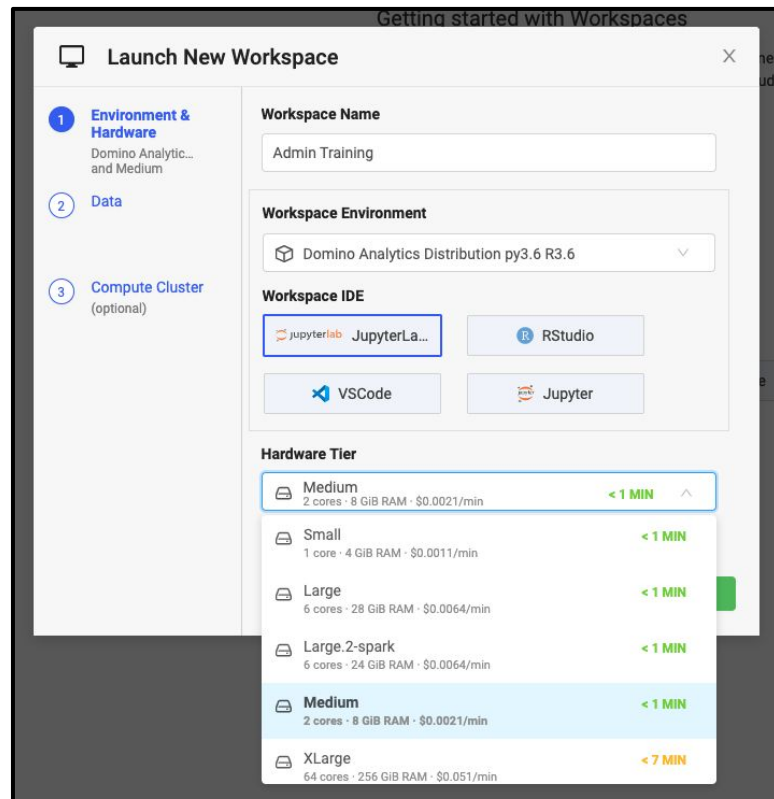 Getting started with Workspaces
Launch New Workspace
1
Environment &
Hardware
Domino Analytic...
and Medium
2
Data
3
Compute Cluster
(optional)
Workspace Name
Admin Training
Workspace Environment
Domino Analytics Distribution py3.6 R3.6
Workspace IDE
jupyterlab JupyterLa...
R RStudio
VSCode
Jupyter
Hardware Tier
Medium < 1 MIN
2 cores · 8 GiB RAM · $0.0021/min
Small < 1 MIN
1 core · 4 GiB RAM · $0.0011/min
Large < 1 MIN
6 cores · 28 GiB RAM · $0.0064/min
Large.2-spark < 1 MIN
6 cores · 24 GiB RAM · $0.0064/min
Medium < 1 MIN
2 cores · 8 GiB RAM · $0.0021/min
XLarge < 7 MIN
64 cores · 256 GiB RAM · $0.051/min